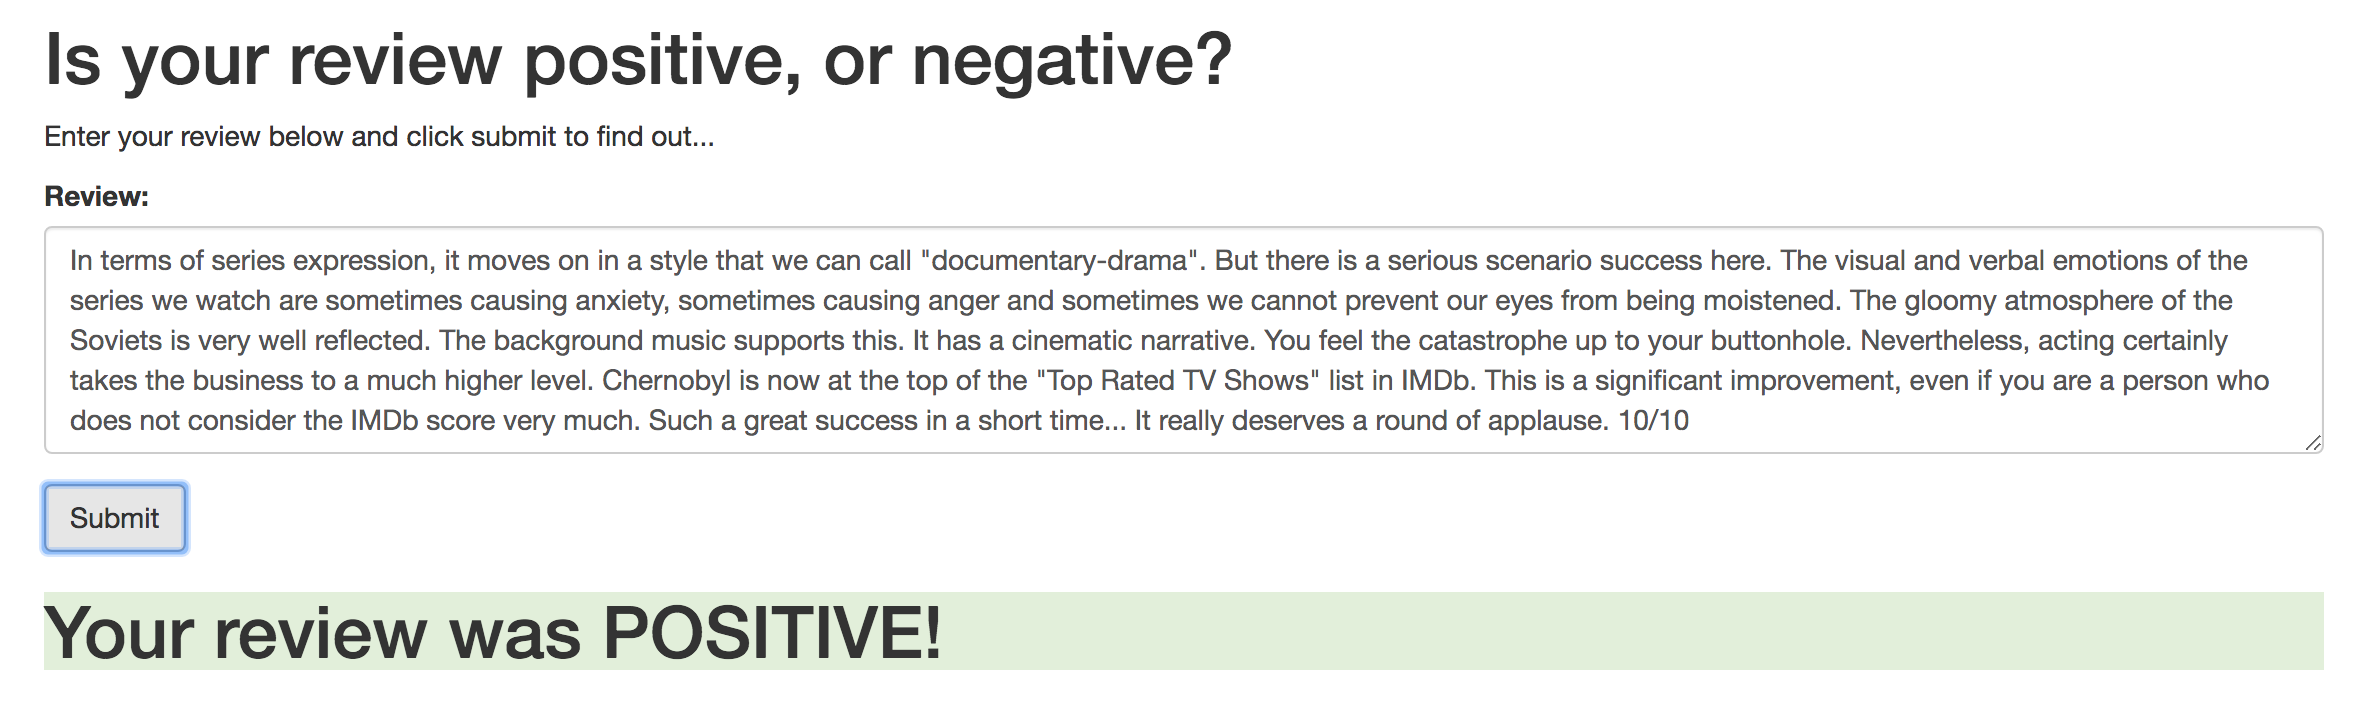 Is your review positive, or negative?
Enter your review below and click submit to find out...
Review:
In terms of series expression, it moves on in a style that we can call "documentary-drama". But there is a serious scenario success here. The visual and verbal emotions of the
series we watch are sometimes causing anxiety, sometimes causing anger and sometimes we cannot prevent our eyes from being moistened. The gloomy atmosphere of the
Soviets is very well reflected. The background music supports this. It has a cinematic narrative. You feel the catastrophe up to your buttonhole. Nevertheless, acting certainly
takes the business to a much higher level. Chernobyl is now at the top of the "Top Rated TV Shows" list in IMDb. This is a significant improvement, even if you are a person who
does not consider the IMDb score very much. Such a great success in a short time... It really deserves a round of applause. 10/10
Submit
Your review was POSITIVE!